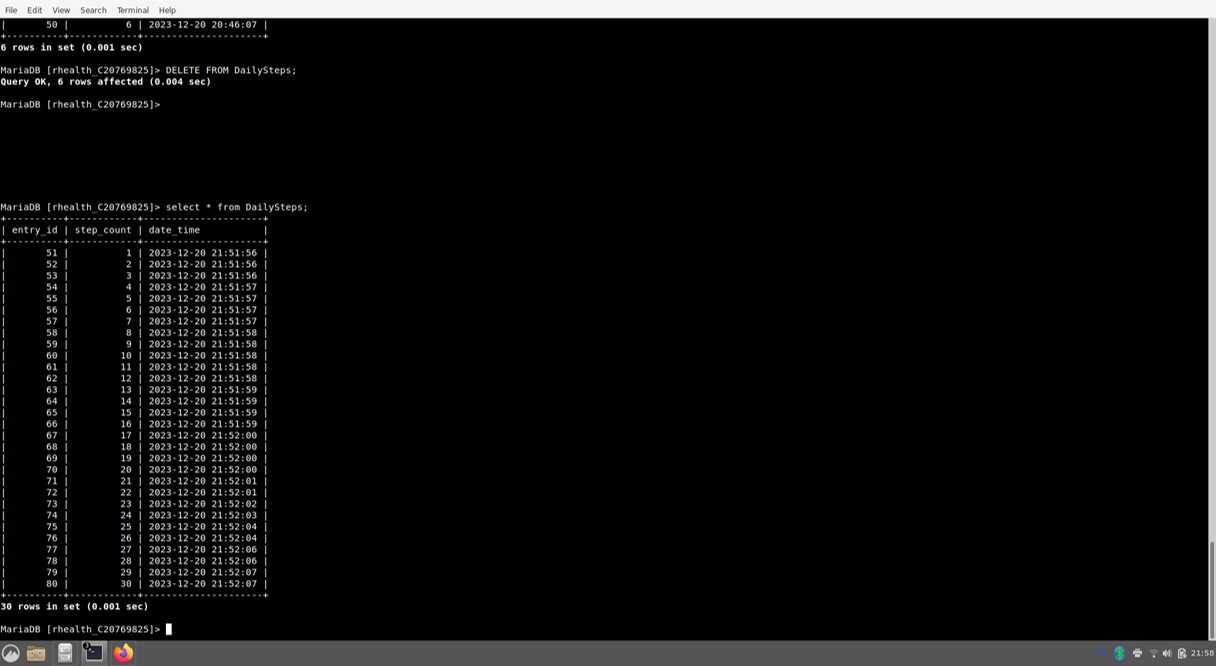 File Edit View Search Terminal Help
| 50 | 6 | 2023-12-20 20:46:07 |
+----------+------------+---------------------+
6 rows in set (0.001 sec)
MariaDB [rhealth_C20769825]> DELETE FROM DailySteps;
Query OK, 6 rows affected (0.004 sec)
MariaDB [rhealth_C20769825]>
MariaDB [rhealth_C20769825]> select * from DailySteps;
+----------+------------+---------------------+
| entry_id | step_count | date_time |
+----------+------------+---------------------+
| 51 | 1 | 2023-12-20 21:51:56 |
| 52 | 2 | 2023-12-20 21:51:56 |
| 53 | 3 | 2023-12-20 21:51:56 |
| 54 | 4 | 2023-12-20 21:51:57 |
| 55 | 5 | 2023-12-20 21:51:57 |
| 56 | 6 | 2023-12-20 21:51:57 |
| 57 | 7 | 2023-12-20 21:51:57 |
| 58 | 8 | 2023-12-20 21:51:58 |
| 59 | 9 | 2023-12-20 21:51:58 |
| 60 | 10 | 2023-12-20 21:51:58 |
| 61 | 11 | 2023-12-20 21:51:58 |
| 62 | 12 | 2023-12-20 21:51:58 |
| 63 | 13 | 2023-12-20 21:51:59 |
| 64 | 14 | 2023-12-20 21:51:59 |
| 65 | 15 | 2023-12-20 21:51:59 |
| 66 | 16 | 2023-12-20 21:51:59 |
| 67 | 17 | 2023-12-20 21:52:00 |
| 68 | 18 | 2023-12-20 21:52:00 |
| 69 | 19 | 2023-12-20 21:52:00 |
| 70 | 20 | 2023-12-20 21:52:00 |
| 71 | 21 | 2023-12-20 21:52:01 |
| 72 | 22 | 2023-12-20 21:52:01 |
| 73 | 23 | 2023-12-20 21:52:02 |
| 74 | 24 | 2023-12-20 21:52:03 |
| 75 | 25 | 2023-12-20 21:52:04 |
| 76 | 26 | 2023-12-20 21:52:04 |
| 77 | 27 | 2023-12-20 21:52:06 |
| 78 | 28 | 2023-12-20 21:52:06 |
| 79 | 29 | 2023-12-20 21:52:07 |
| 80 | 30 | 2023-12-20 21:52:07 |
+----------+------------+---------------------+
30 rows in set (0.001 sec)
MariaDB [rhealth_C20769825]>
21:58